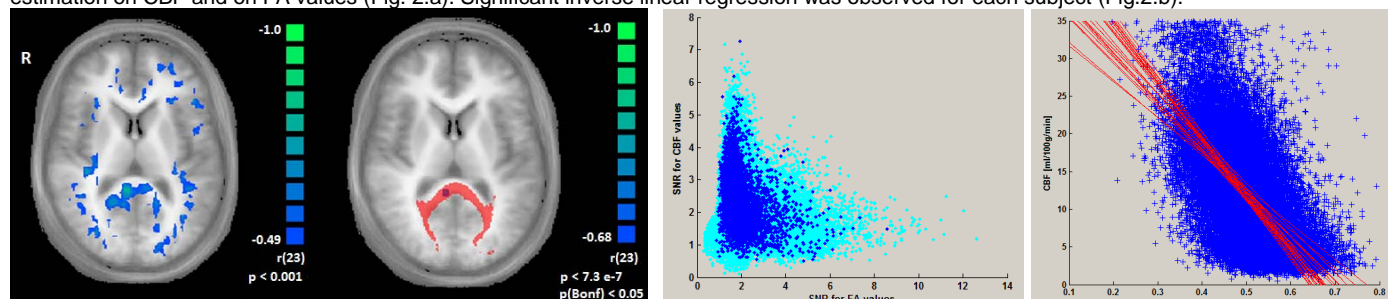 estimation on CBF and on FA values (Fig. 2.a). Significant inverse linear regression was observed for each subject (Fig.2.b).
R
-1.0
-0.49
r(23)
p < 0.001
-1.0
-0.68
r(23)
p < 7.3 e-7
p(Bonf) < 0.05
SNR for CBF values
8
7
6
5
4
3
2
1
0
0 2 4 6 8 10 12 14
SNR for FA values
CBF [ml/100g/min]
35
30
25
20
15
10
5
0
0.1 0.2 0.3 0.4 0.5 0.6 0.7 0.8